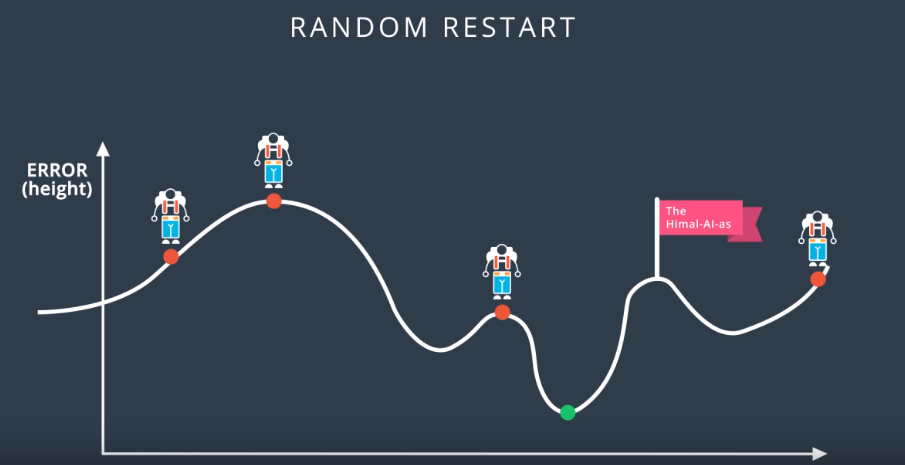 RANDOM RESTART
ERROR
(height)
The
Himal-AI-as